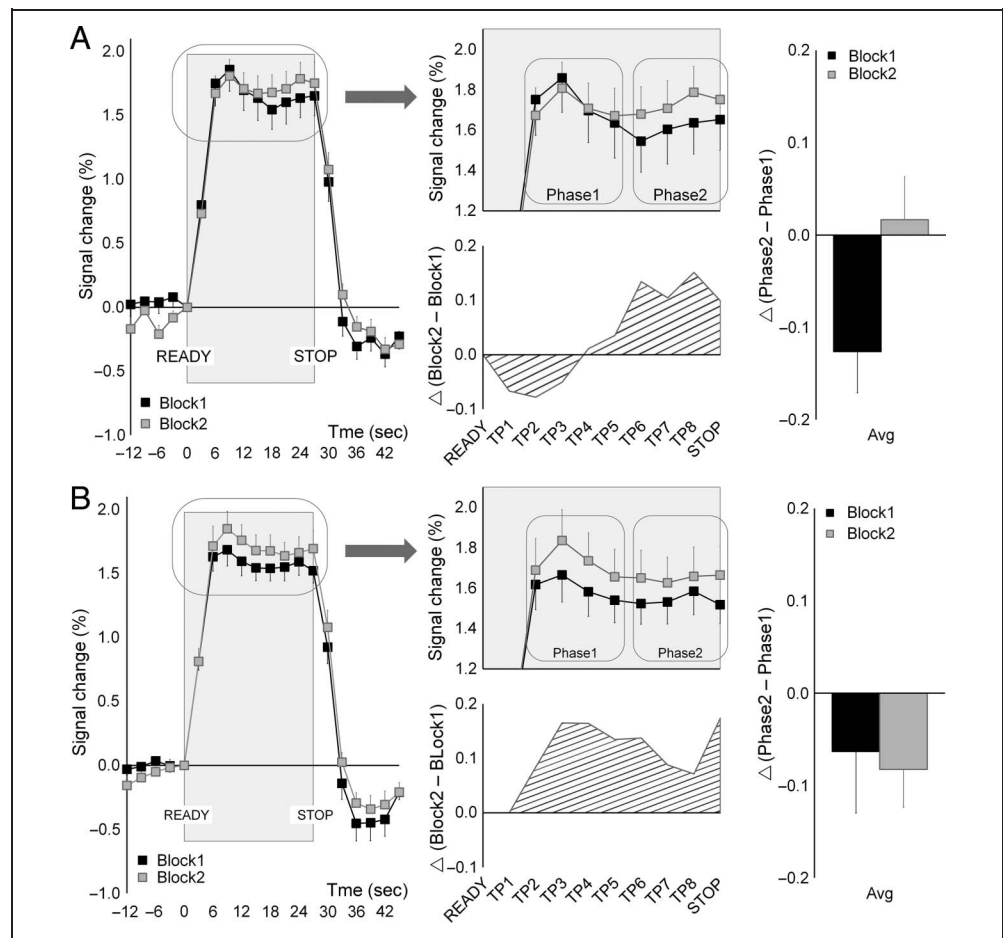 A
Signal change (%)
2.0
1.5
1.0
0.5
0.0
−0.5
−1.0
READY
STOP
Block1
Block2
Tme (sec)
−12 −6 0 6 12 18 24 30 36 42
Signal change (%)
2.0
1.8
1.6
1.4
1.2
Phase1
Phase2
△ (Block2 – Block1)
0.2
0.1
0.0
−0.1
READY
TP1
TP2
TP3
TP4
TP5
TP6
TP7
TP8
STOP
△ (Phase2 – Phase1)
0.2
0.1
0.0
−0.1
−0.2
Block1
Block2
Avg
B
Signal change (%)
2.0
1.5
1.0
1.5
0.0
−0.5
−1.0
READY
STOP
Block1
Block2
Tme (sec)
−12 −6 0 6 12 18 24 30 36 42
Signal change (%)
2.0
1.8
1.6
1.4
1.2
Phase1
Phase2
△ (Block2 – BLock1)
0.2
0.1
0.0
−0.1
READY
TP1
TP2
TP3
TP4
TP5
TP6
TP7
TP8
STOP
△ (Phase2 – Phase1)
0.2
0.1
0.0
−0.1
−0.2
Block1
Block2
Avg